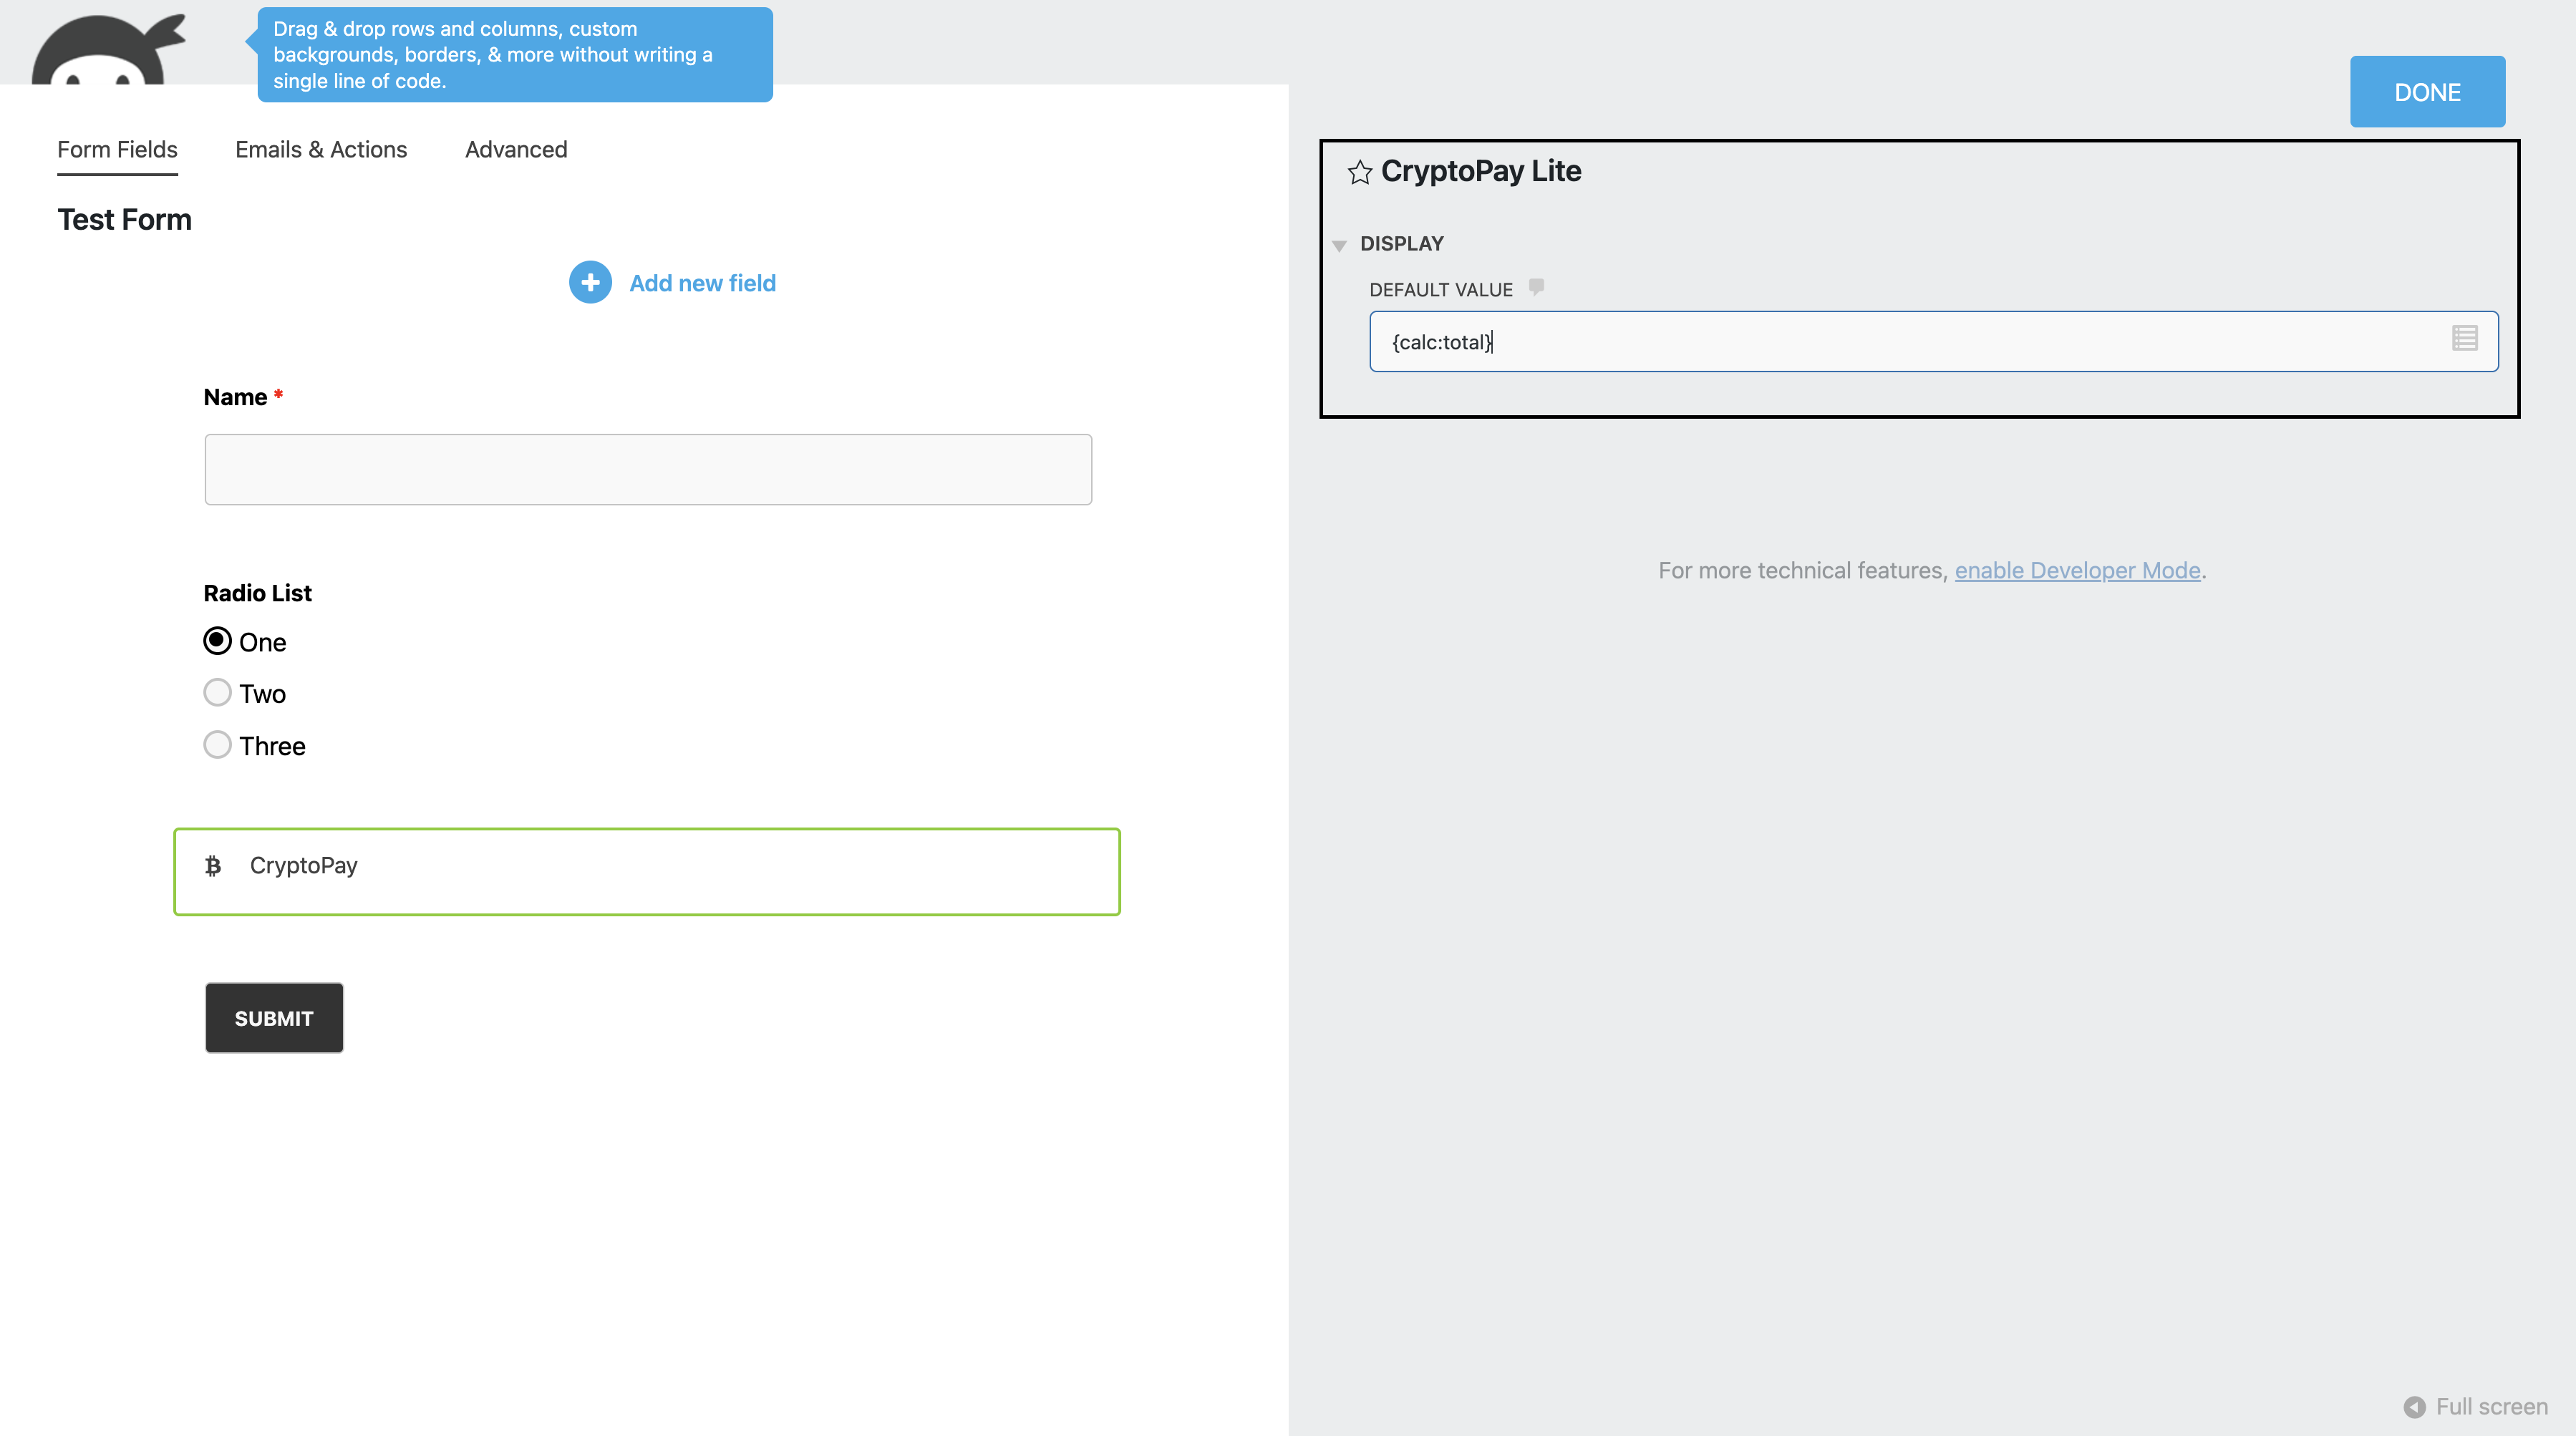 Drag & drop rows and columns, custom
backgrounds, borders, & more without writing a
single line of code.
DONE
Form Fields
Emails & Actions
Advanced
Test Form
Add new field
Name *
Radio List
One
Two
Three
CryptoPay
SUBMIT
CryptoPay Lite
DISPLAY
DEFAULT VALUE
{calc:total}
For more technical features, enable Developer Mode.
Full screen